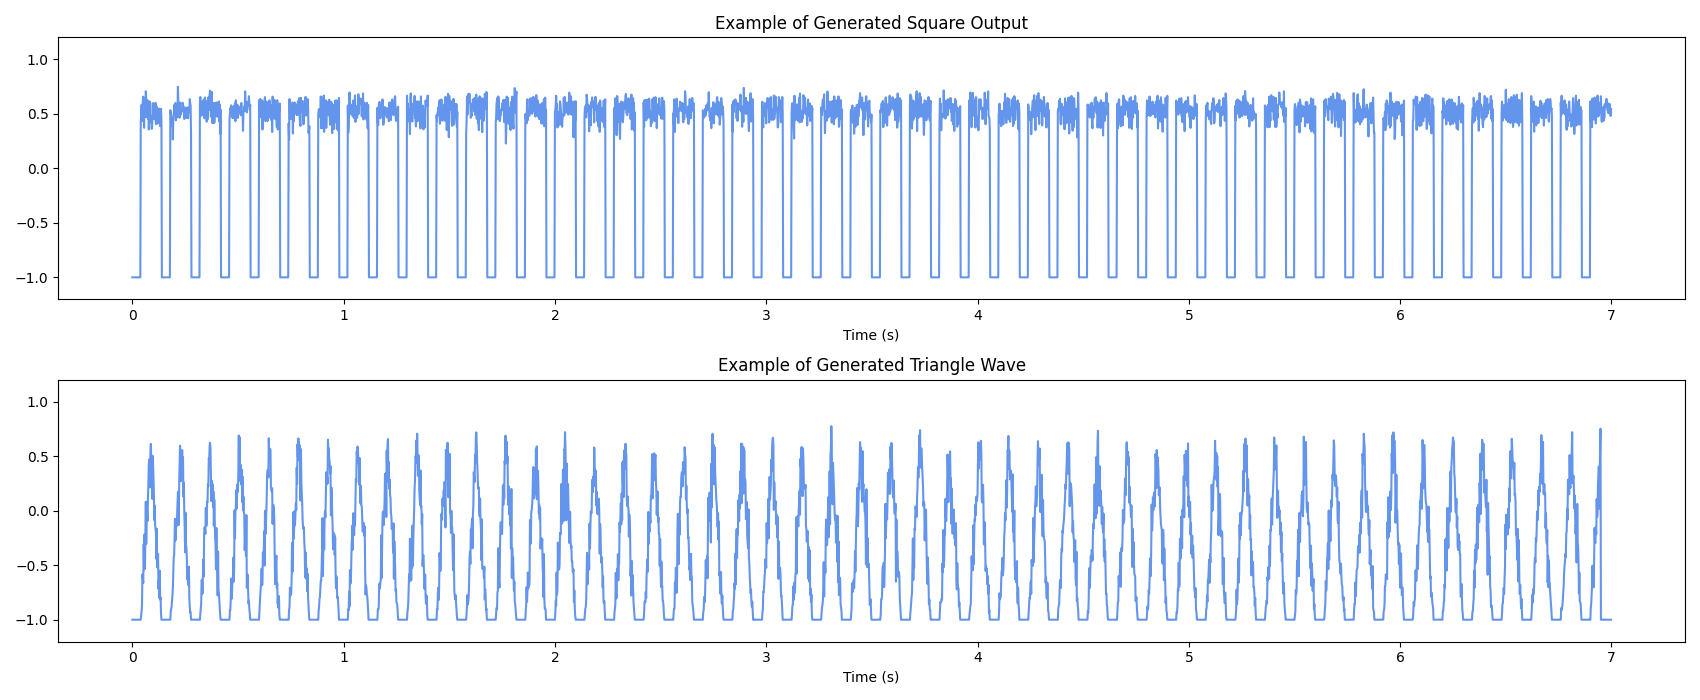 Example of Generated Square Output
1.0
0.5
0.0
−0.5
−1.0
0 1 2 3 4 5 6 7
Time (s)
Example of Generated Triangle Wave
1.0
0.5
0.0
−0.5
−1.0
0 1 2 3 4 5 6 7
Time (s)